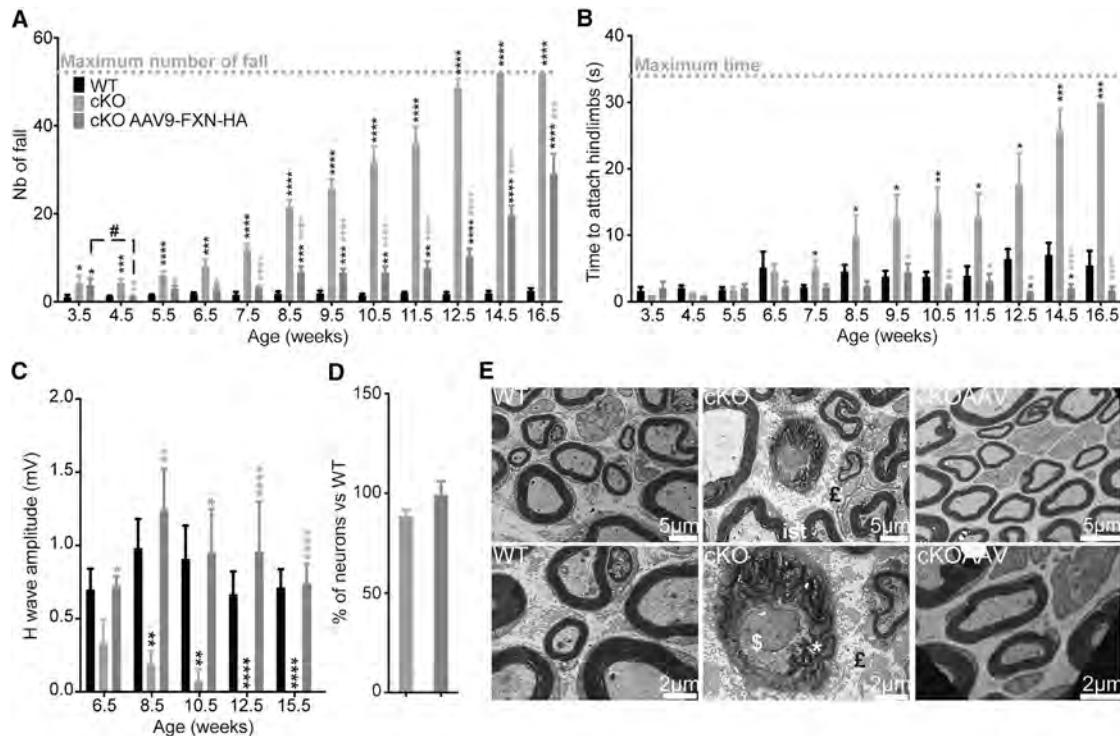 A
60
40
20
0
Nb of fall
Maximum number of fall
WT
cKO
cKO AAV9-FXN-HA
#
3.5 4.5 5.5 6.5 7.5 8.5 9.5 10.5 11.5 12.5 14.5 16.5
Age (weeks)
B
40
30
20
10
0
Time to attach hindlimbs (s)
Maximum time
3.5 4.5 5.5 6.5 7.5 8.5 9.5 10.5 11.5 12.5 14.5 16.5
Age (weeks)
C
2.0
1.5
1.0
0.5
0.0
H wave amplitude (mV)
6.5 8.5 10.5 12.5 15.5
Age (weeks)
D
150
100
50
0
% of neurons vs WT
E
WT
5µm
cKO
£
ist
5µm
cKOAAV
5µm
WT
2µm
cKO
$
*
£
2µm
cKOAAV
2µm